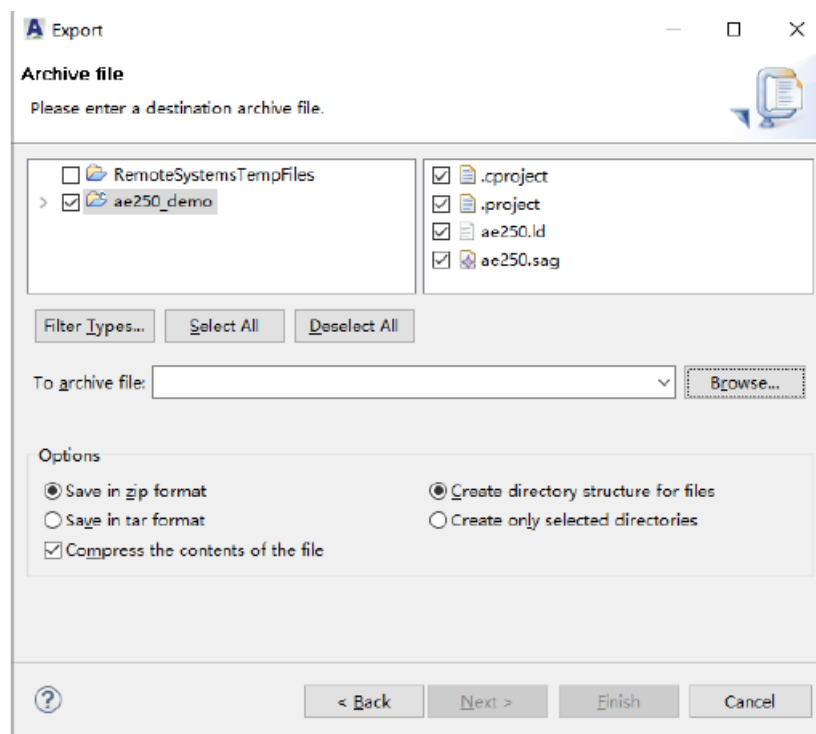 Export
Archive file
Please enter a destination archive file.
RemoteSystemsTempFiles
ae250_demo
.cproject
.project
ae250.ld
ae250.sag
Filter Types... Select All Deselect All
To archive file: Browse...
Options
Save in zip format
Save in tar format
Compress the contents of the file
Create directory structure for files
Create only selected directories
? < Back Next > Finish Cancel